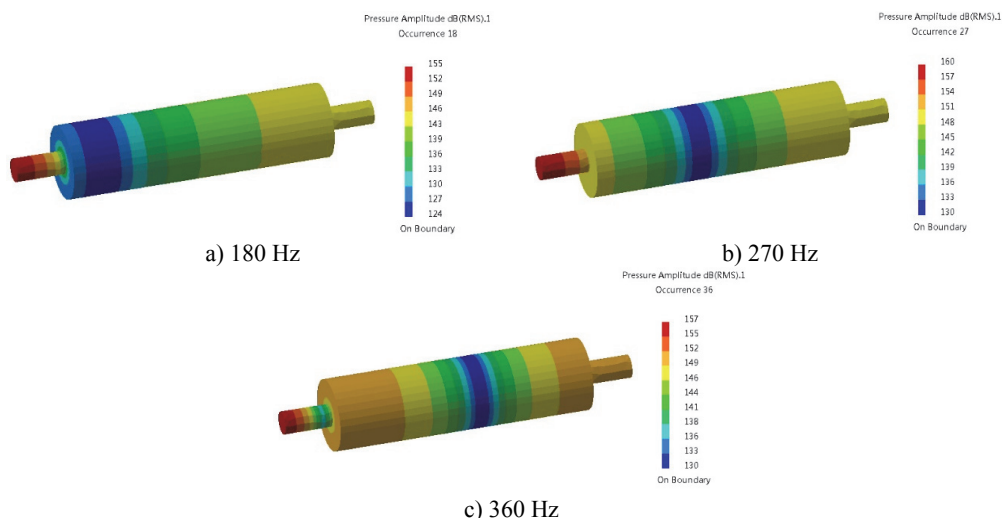 Pressure Amplitude dB(RMS).1
Occurrence 18
155
152
149
146
143
139
136
133
130
127
124
On Boundary
a) 180 Hz
Pressure Amplitude dB(RMS).1
Occurrence 27
160
157
154
151
148
145
142
139
136
133
130
On Boundary
b) 270 Hz
Pressure Amplitude dB(RMS).1
Occurrence 36
157
155
152
149
146
144
141
138
136
133
130
On Boundary
c) 360 Hz